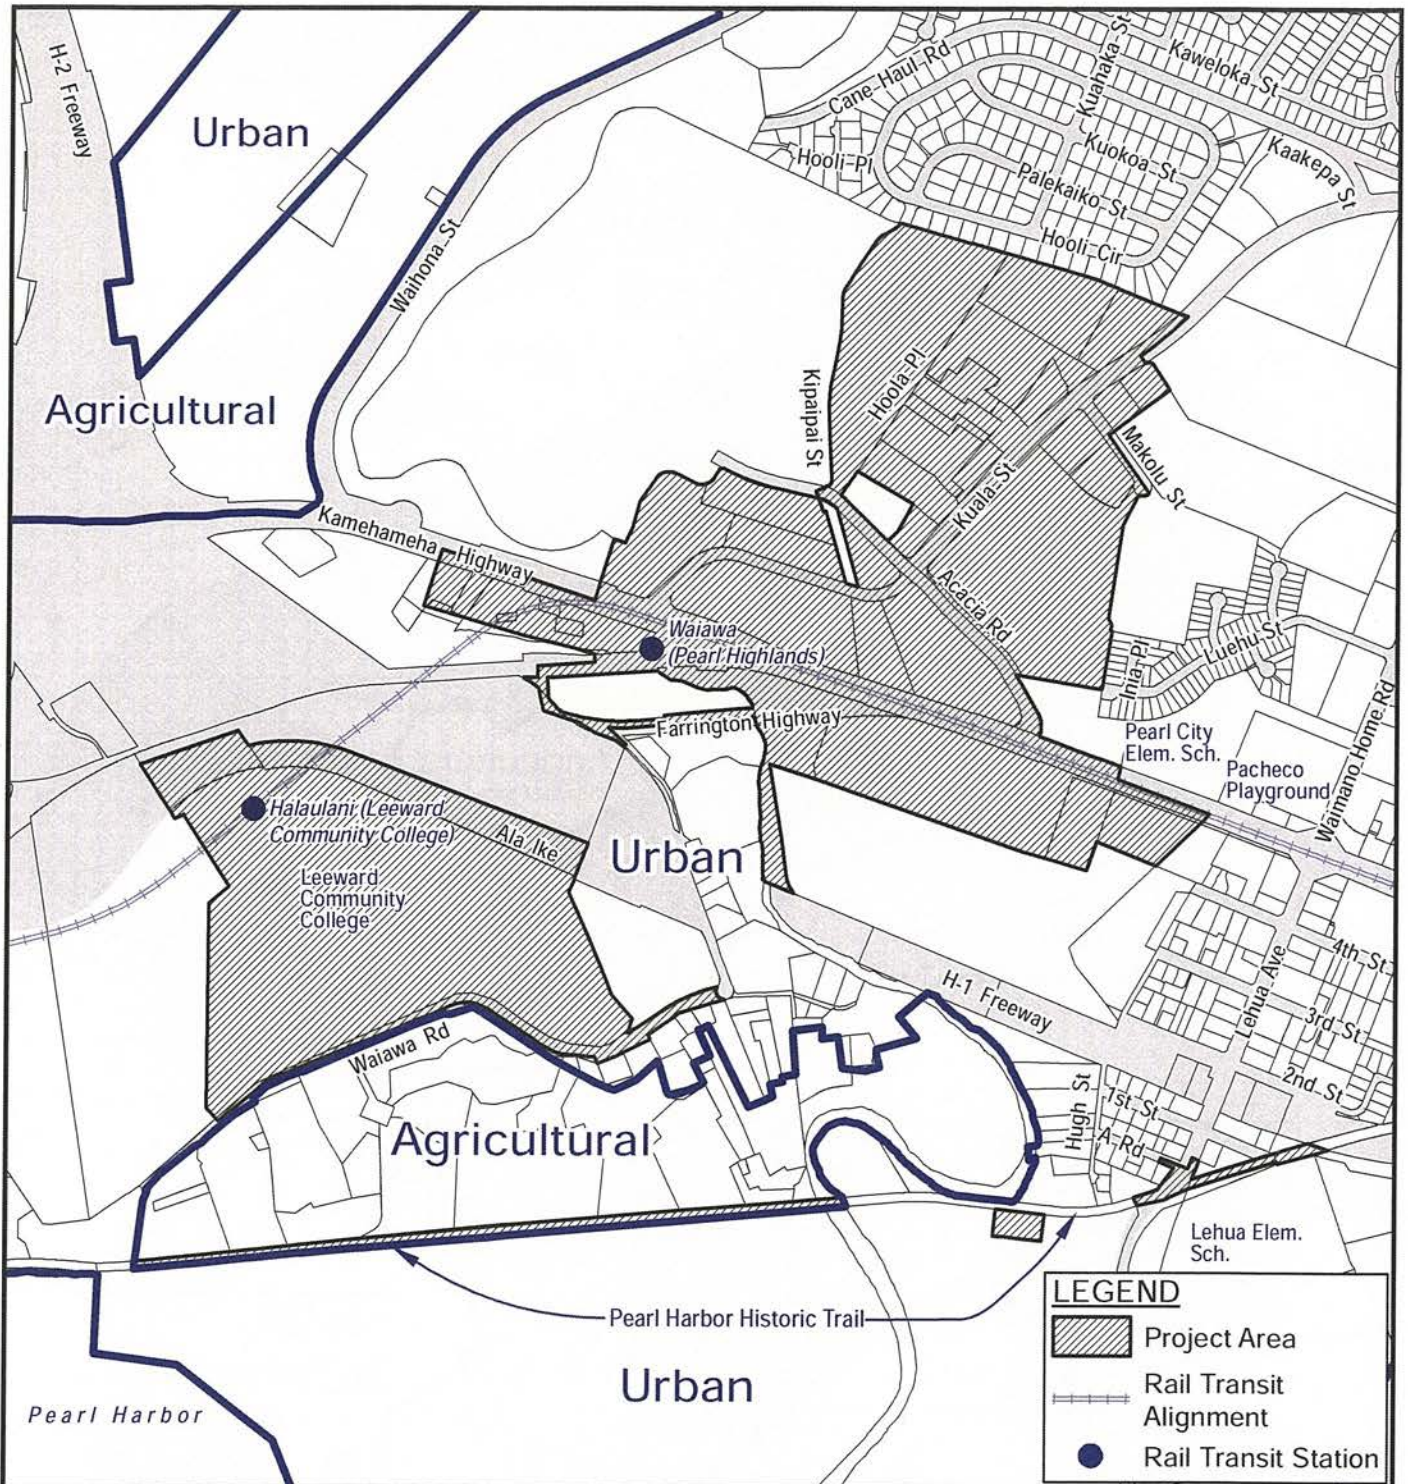 H-2 Freeway
Urban
Cane Haul Rd
Kuahaka St
Kaweloka St
Hooli Pl
Kuokoa St
Kaakepa St
Palekaiko St
Hooli Cir
Waihona St
Agricultural
Kipaipai St
Hoola Pl
Makolu St
Kuala St
Kamehameha Highway
Acacia Rd
Waiawa
(Pearl Highlands)
Luehu St
Inia Pl
Farrington Highway
Pearl City
Elem. Sch.
Pacheco
Playground
Waimano Home Rd
Halaulani (Leeward
Community College)
Ala Ike
Urban
Leeward
Community
College
4th St
H-1 Freeway
Lehua Ave
3rd St
2nd St
Waiawa Rd
Hugh St
1st St
A Rd
Agricultural
Lehua Elem.
Sch.
Pearl Harbor Historic Trail
Urban
Pearl Harbor
LEGEND
Project Area
Rail Transit
Alignment
Rail Transit Station